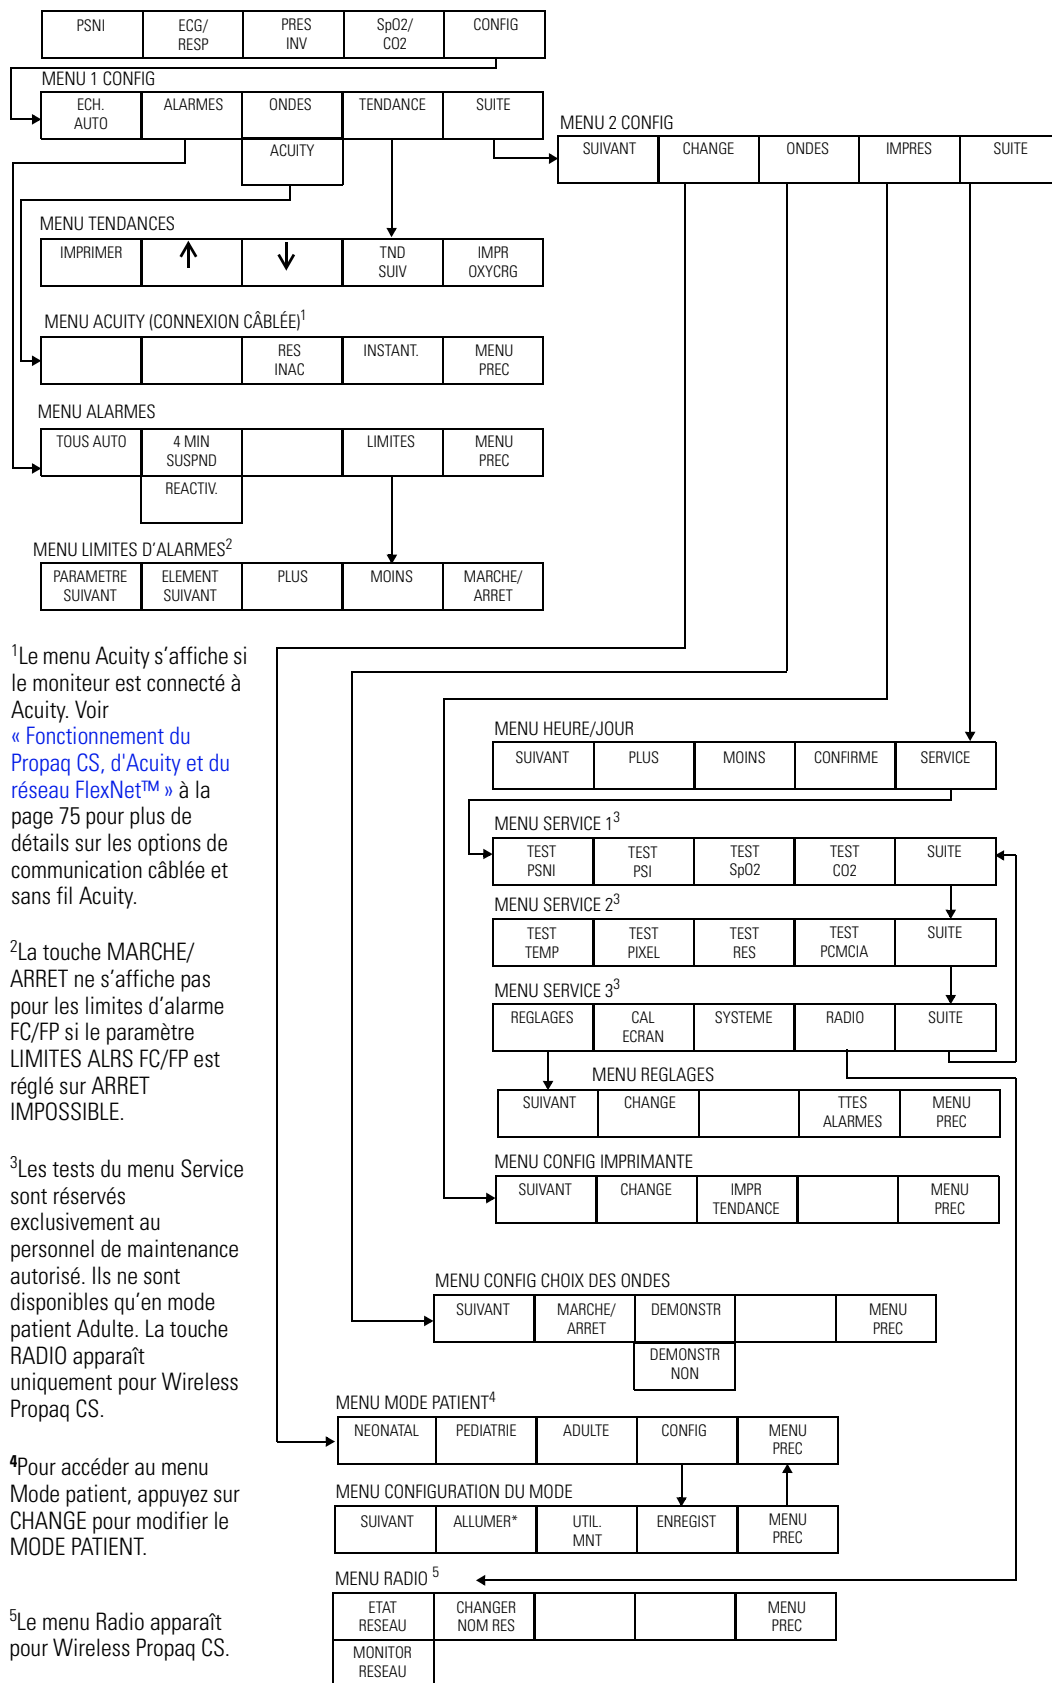 PSNI
ECG/
RESP
PRES
INV
SpO2/
CO2
CONFIG
MENU 1 CONFIG
ECH.
AUTO
ALARMES
ONDES
TENDANCE
SUITE
ACUITY
MENU 2 CONFIG
SUIVANT
CHANGE
ONDES
IMPRES
SUITE
MENU TENDANCES
IMPRIMER
↑
↓
TND
SUIV
IMPR
OXYCRG
MENU ACUITY (CONNEXION CÂBLÉE)1
RES
INAC
INSTANT.
MENU
PREC
MENU ALARMES
TOUS AUTO
4 MIN
SUSPND
LIMITES
MENU
PREC
REACTIV.
MENU LIMITES D'ALARMES2
PARAMETRE
SUIVANT
ELEMENT
SUIVANT
PLUS
MOINS
MARCHE/
ARRET
1Le menu Acuity s'affiche si
le moniteur est connecté à
Acuity. Voir
« Fonctionnement du
Propaq CS, d'Acuity et du
réseau FlexNet™ » à la
page 75 pour plus de
détails sur les options de
communication câblée et
sans fil Acuity.
2La touche MARCHE/
ARRET ne s'affiche pas
pour les limites d'alarme
FC/FP si le paramètre
LIMITES ALRS FC/FP est
réglé sur ARRET
IMPOSSIBLE.
3Les tests du menu Service
sont réservés
exclusivement au
personnel de maintenance
autorisé. Ils ne sont
disponibles qu'en mode
patient Adulte. La touche
RADIO apparaît
uniquement pour Wireless
Propaq CS.
4Pour accéder au menu
Mode patient, appuyez sur
CHANGE pour modifier le
MODE PATIENT.
5Le menu Radio apparaît
pour Wireless Propaq CS.
MENU HEURE/JOUR
SUIVANT
PLUS
MOINS
CONFIRME
SERVICE
MENU SERVICE 13
TEST
PSNI
TEST
PSI
TEST
SpO2
TEST
CO2
SUITE
MENU SERVICE 23
TEST
TEMP
TEST
PIXEL
TEST
RES
TEST
PCMCIA
SUITE
MENU SERVICE 33
REGLAGES
CAL
ECRAN
SYSTEME
RADIO
SUITE
MENU REGLAGES
SUIVANT
CHANGE
TTES
ALARMES
MENU
PREC
MENU CONFIG IMPRIMANTE
SUIVANT
CHANGE
IMPR
TENDANCE
MENU
PREC
MENU CONFIG CHOIX DES ONDES
SUIVANT
MARCHE/
ARRET
DEMONSTR
MENU
PREC
DEMONSTR
NON
MENU MODE PATIENT4
NEONATAL
PEDIATRIE
ADULTE
CONFIG
MENU
PREC
MENU CONFIGURATION DU MODE
SUIVANT
ALLUMER*
UTIL.
MNT
ENREGIST
MENU
PREC
MENU RADIO 5
ETAT
RESEAU
CHANGER
NOM RES
MENU
PREC
MONITOR
RESEAU